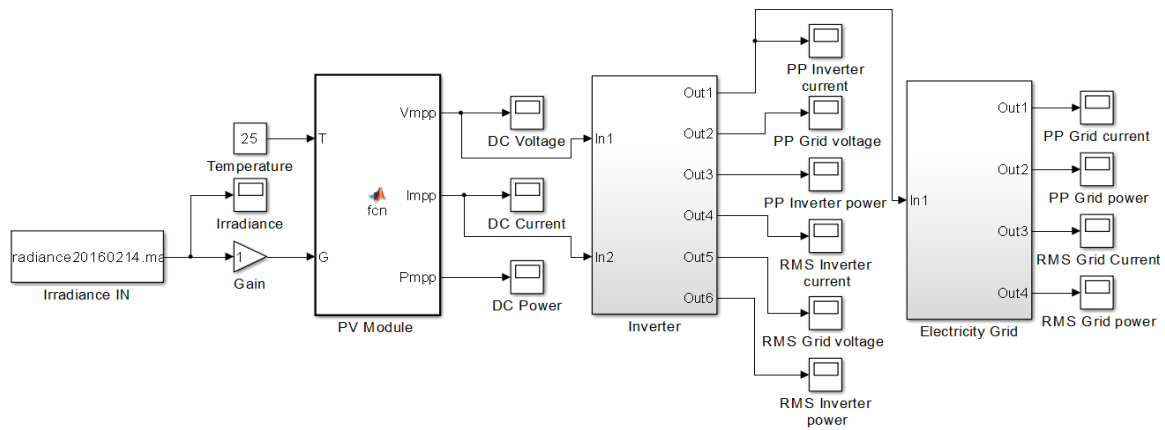 radiance20160214.ma
Irradiance IN
25
Temperature
Irradiance
1
Gain
T
G
fcn
Vmpp
Impp
Pmpp
PV Module
DC Voltage
DC Current
DC Power
In1
In2
Out1
Out2
Out3
Out4
Out5
Out6
Inverter
PP Inverter
current
PP Grid voltage
PP Inverter power
RMS Inverter
current
RMS Grid voltage
RMS Inverter
power
In1
Out1
Out2
Out3
Out4
Electricity Grid
PP Grid current
PP Grid power
RMS Grid Current
RMS Grid power